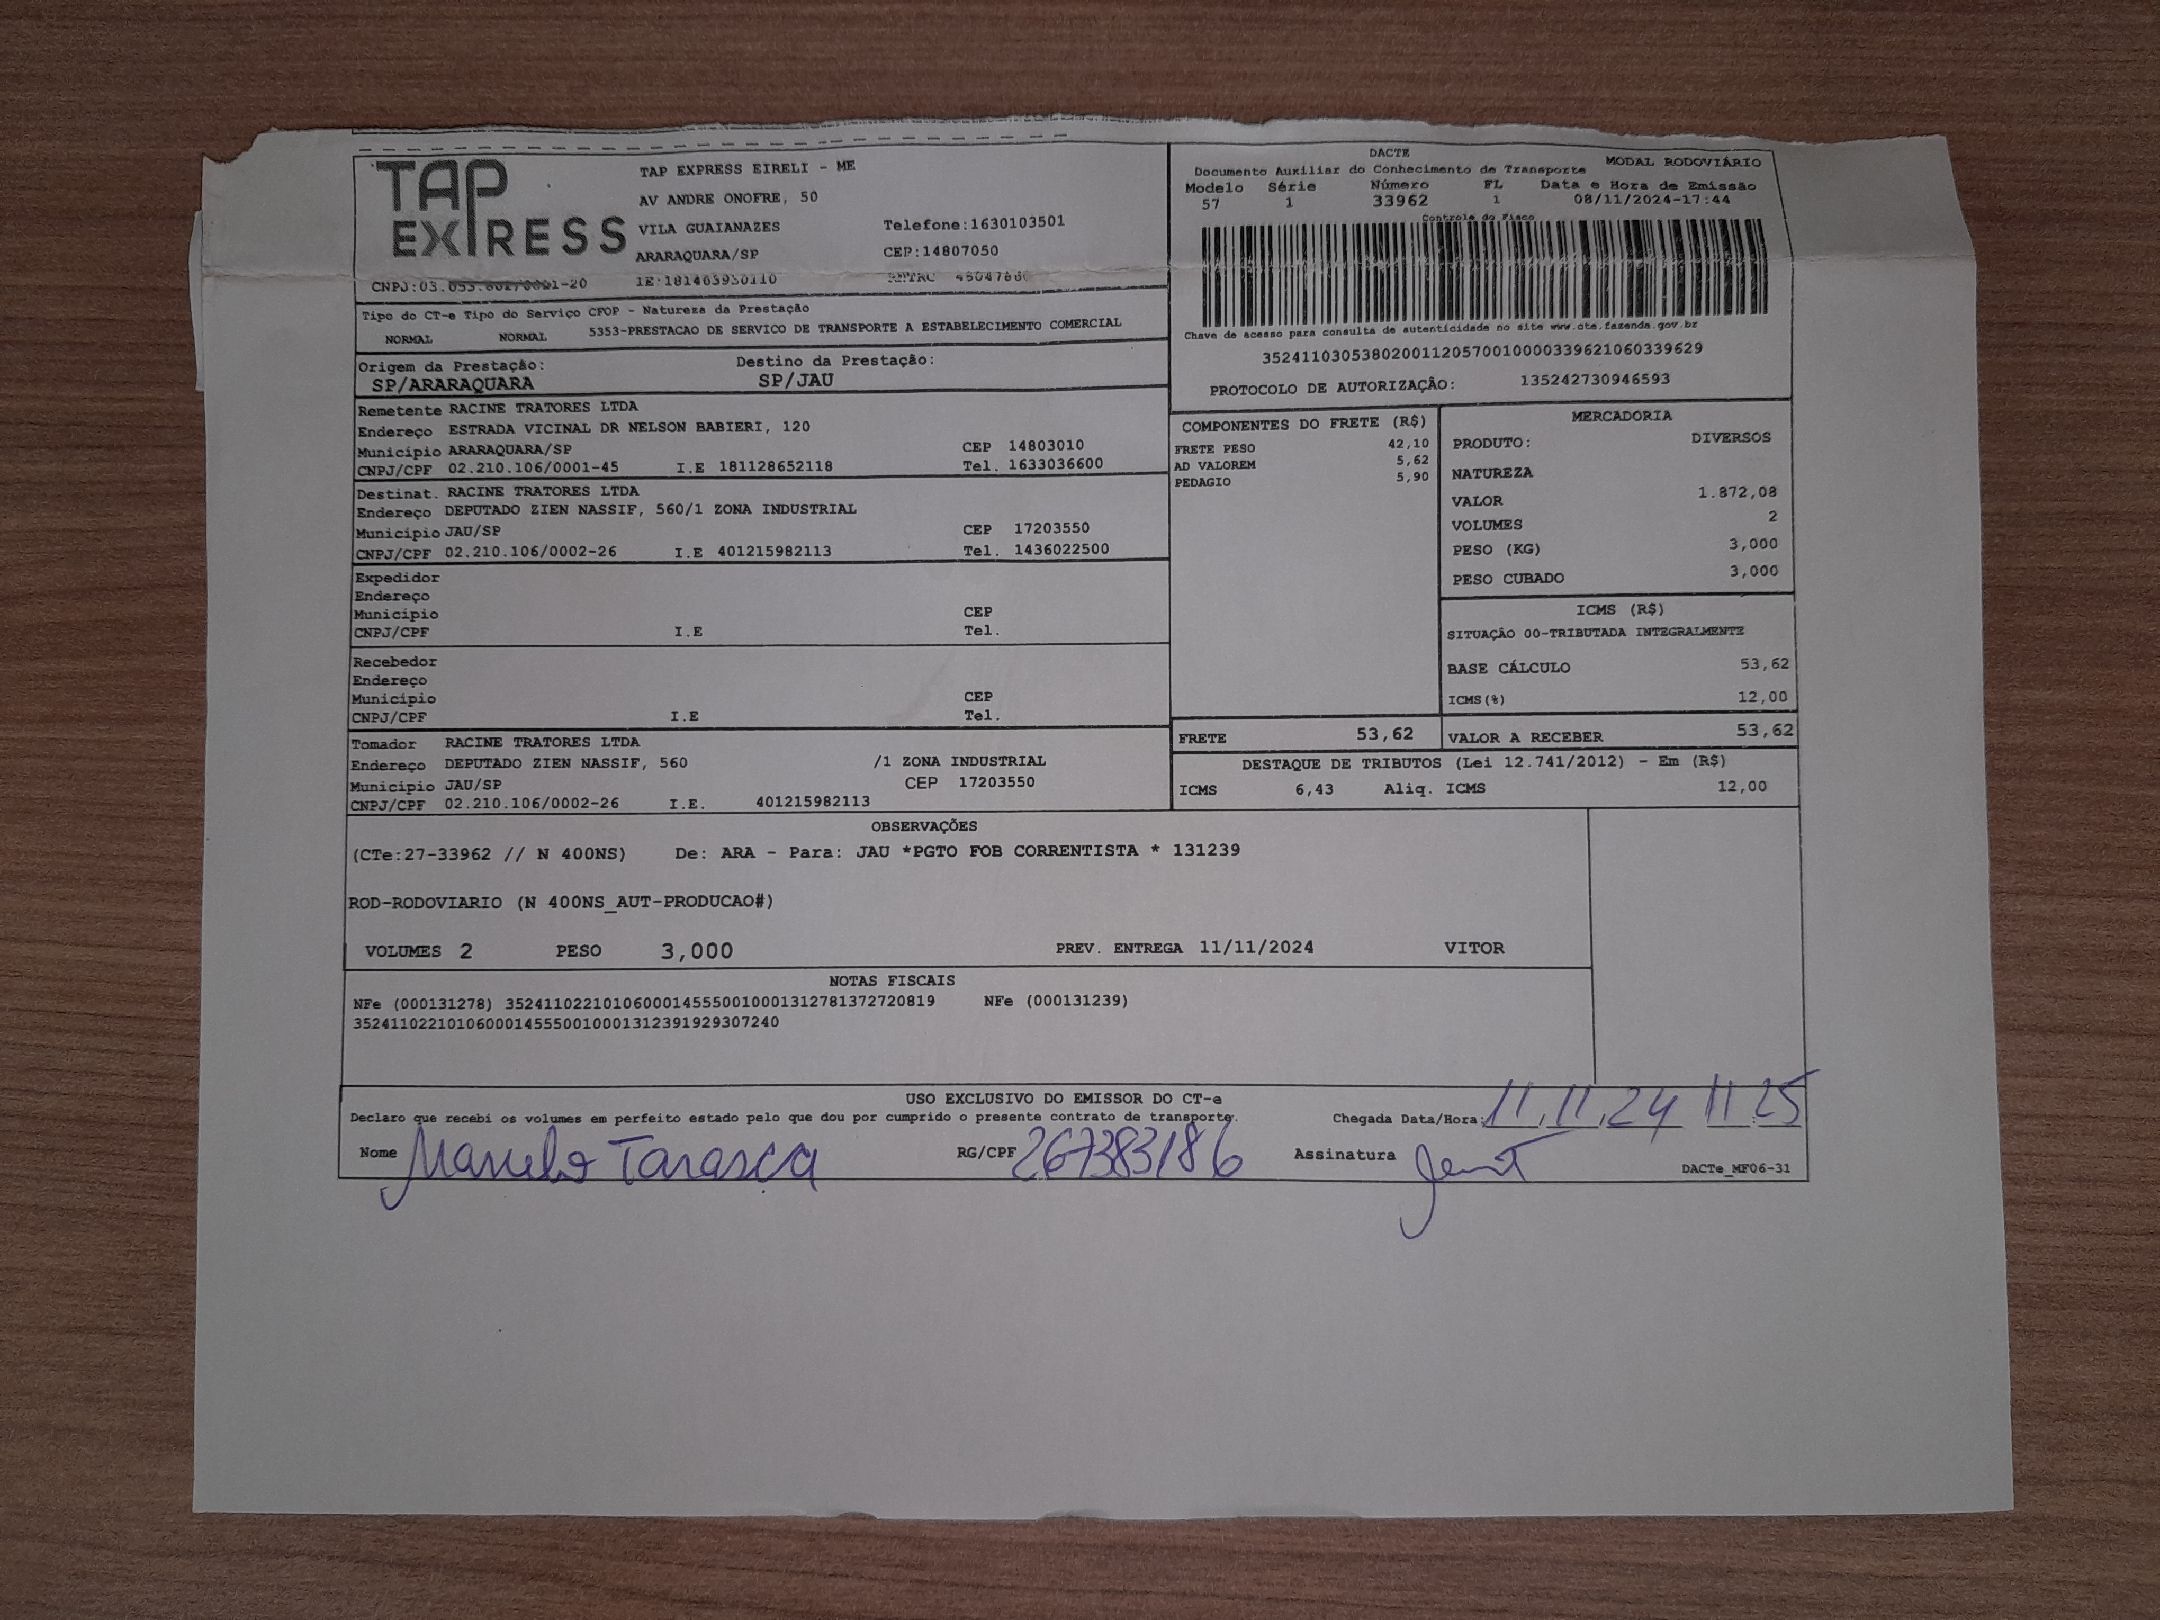 TAP EXPRESS
TAP EXPRESS EIRELI - ME
AV ANDRE ONOFRE, 50
VILA GUAIANAZES Telefone:1630103501
ARARAQUARA/SP CEP:14807050
CNPJ:03. -20 IE:181463930110
DACTE
Documento Auxiliar do Conhecimento de Transporte MODAL RODOVIÁRIO
Modelo Série Número FL Data e Hora de Emissão
57 1 33962 1 08/11/2024-17:44
Controle do Fisco
Chave de acesso para consulta de autenticidade no site www.cte.fazenda.gov.br
35241103053802001120570010000339621060339629
PROTOCOLO DE AUTORIZAÇÃO: 135242730946593
Tipo do CT-e Tipo do Serviço CFOP - Natureza da Prestação
NORMAL NORMAL 5353-PRESTACAO DE SERVICO DE TRANSPORTE A ESTABELECIMENTO COMERCIAL
Origem da Prestação: Destino da Prestação:
SP/ARARAQUARA SP/JAU
Remetente RACINE TRATORES LTDA
Endereço ESTRADA VICINAL DR NELSON BABIERI, 120
Município ARARAQUARA/SP CEP 14803010
CNPJ/CPF 02.210.106/0001-45 I.E 181128652118 Tel. 1633036600
Destinat. RACINE TRATORES LTDA
Endereço DEPUTADO ZIEN NASSIF, 560/1 ZONA INDUSTRIAL
Município JAU/SP CEP 17203550
CNPJ/CPF 02.210.106/0002-26 I.E 401215982113 Tel. 1436022500
Expedidor
Endereço
Município CEP
CNPJ/CPF I.E Tel.
Recebedor
Endereço
Município CEP
CNPJ/CPF I.E Tel.
Tomador RACINE TRATORES LTDA
Endereço DEPUTADO ZIEN NASSIF, 560 /1 ZONA INDUSTRIAL
Município JAU/SP CEP 17203550
CNPJ/CPF 02.210.106/0002-26 I.E. 401215982113
COMPONENTES DO FRETE (R$)
FRETE PESO 42,10
AD VALOREM 5,62
PEDAGIO 5,90
MERCADORIA
PRODUTO: DIVERSOS
NATUREZA
VALOR 1.872,08
VOLUMES 2
PESO (KG) 3,000
PESO CUBADO 3,000
ICMS (R$)
SITUAÇÃO 00-TRIBUTADA INTEGRALMENTE
BASE CÁLCULO 53,62
ICMS(%) 12,00
FRETE 53,62 VALOR A RECEBER 53,62
DESTAQUE DE TRIBUTOS (Lei 12.741/2012) - Em (R$)
ICMS 6,43 Aliq. ICMS 12,00
OBSERVAÇÕES
(CTe:27-33962 // N 400NS) De: ARA - Para: JAU *PGTO FOB CORRENTISTA * 131239
ROD-RODOVIARIO (N 400NS_AUT-PRODUCAO#)
VOLUMES 2 PESO 3,000 PREV. ENTREGA 11/11/2024 VITOR
NOTAS FISCAIS
NFe (000131278) 35241102210106000145550010001312781372720819 NFe (000131239)
35241102210106000145550010001312391929307240
USO EXCLUSIVO DO EMISSOR DO CT-e
Declaro que recebi os volumes em perfeito estado pelo que dou por cumprido o presente contrato de transporte. Chegada Data/Hora: 11.11.24 11:25
Nome Tarasca RG/CPF 267383186 Assinatura
DACTe_MF06-31